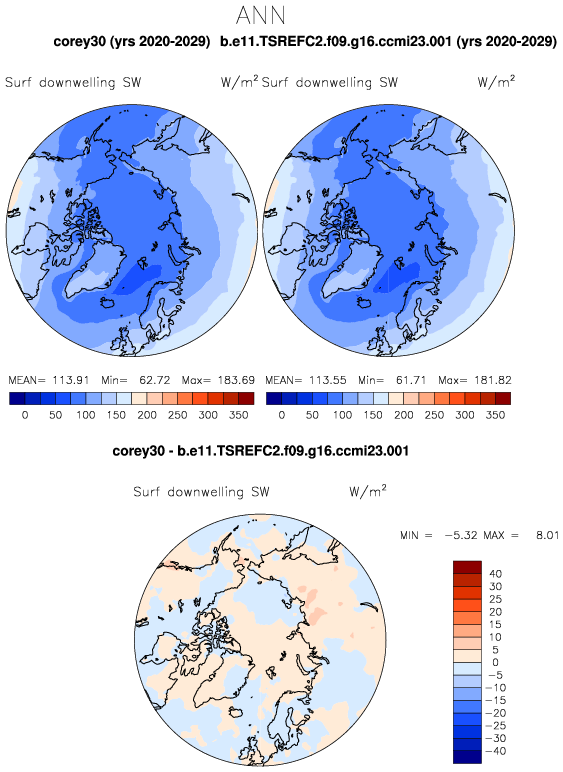 ANN
corey30 (yrs 2020-2029) b.e11.TSREFC2.f09.g16.ccmi23.001 (yrs 2020-2029)
Surf downwelling SW W/m² Surf downwelling SW W/m²
MEAN= 113.91 Min= 62.72 Max= 183.69 MEAN= 113.55 Min= 61.71 Max= 181.82
0 50 100 150 200 250 300 350 0 50 100 150 200 250 300 350
corey30 - b.e11.TSREFC2.f09.g16.ccmi23.001
Surf downwelling SW W/m²
MIN = -5.32 MAX = 8.01
40
30
25
20
15
10
5
0
-5
-10
-15
-20
-25
-30
-40